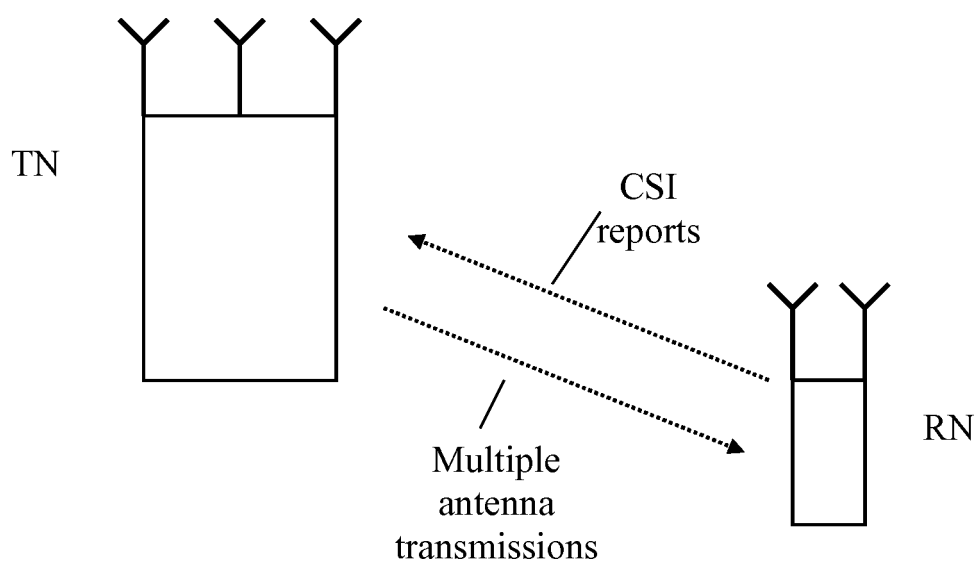 TN
CSI
reports
RN
Multiple
antenna
transmissions